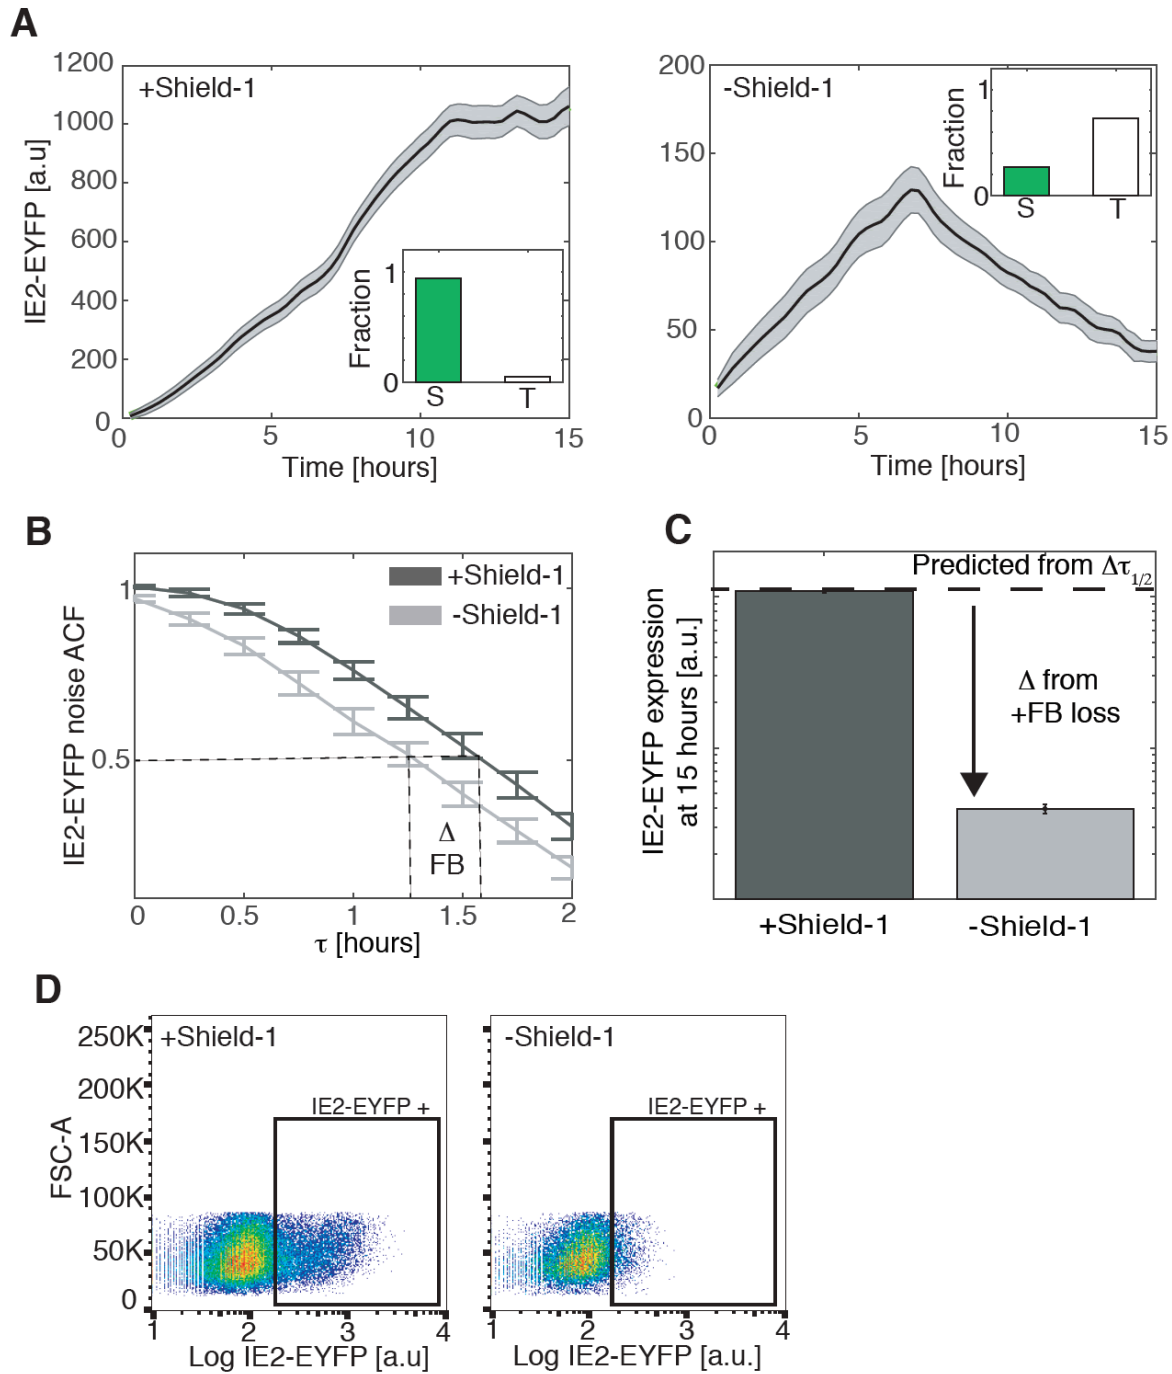 A
+Shield-1
IE2-EYFP [a.u]
1200
1000
800
600
400
200
0
0
5
10
15
Time [hours]
Fraction
1
0
S
T
-Shield-1
200
150
100
50
0
0
5
10
15
Time [hours]
Fraction
1
0
S
T
B
IE2-EYFP noise ACF
1
0.5
+Shield-1
-Shield-1
Δ
FB
0
0.5
1
1.5
2
τ [hours]
C
IE2-EYFP expression
at 15 hours [a.u.]
Predicted from Δτ1/2
Δ from
+FB loss
+Shield-1
-Shield-1
D
FSC-A
250K
200K
150K
100K
50K
0
+Shield-1
IE2-EYFP +
1
2
3
4
Log IE2-EYFP [a.u]
-Shield-1
IE2-EYFP +
1
2
3
4
Log IE2-EYFP [a.u.]